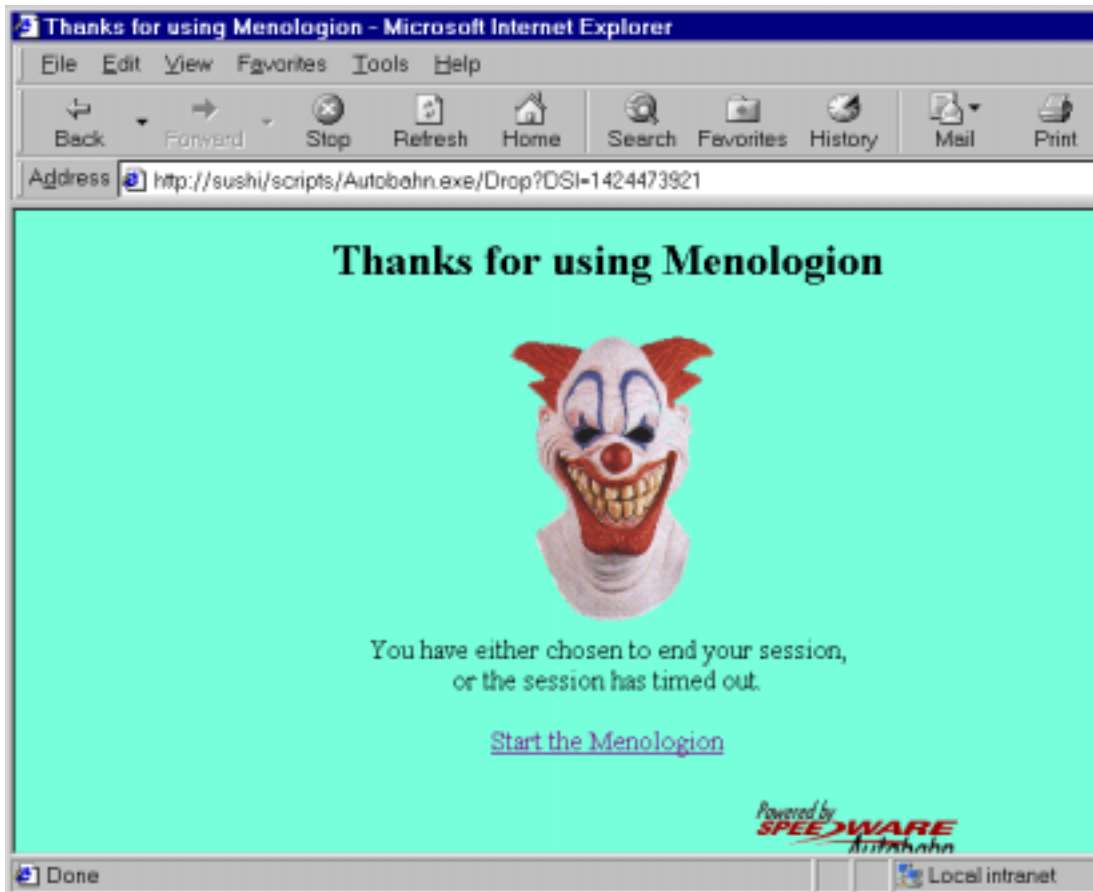 Thanks for using Menologion - Microsoft Internet Explorer
File Edit View Favorites Tools Help
Back Forward Stop Refresh Home Search Favorites History Mail Print
Address http://sushi/scripts/Autobahn.exe/Drop?DSI=1424473921
Thanks for using Menologion
You have either chosen to end your session,
or the session has timed out.
Start the Menologion
Powered by
SPEEDWARE
Autobahn
Done Local intranet